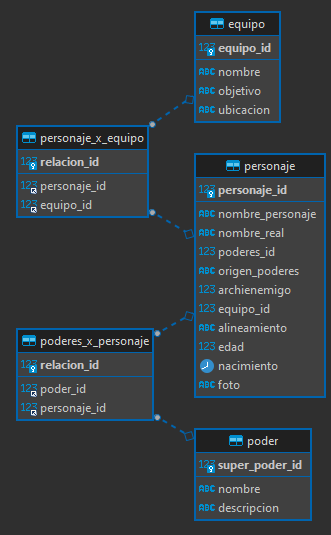 equipo
123 equipo_id
ABC nombre
ABC objetivo
ABC ubicacion
personaje_x_equipo
123 relacion_id
123 personaje_id
123 equipo_id
personaje
123 personaje_id
ABC nombre_personaje
ABC nombre_real
123 poderes_id
ABC origen_poderes
123 archienemigo
123 equipo_id
ABC alineamiento
123 edad
nacimiento
ABC foto
poderes_x_personaje
123 relacion_id
123 poder_id
123 personaje_id
poder
123 super_poder_id
ABC nombre
ABC descripcion